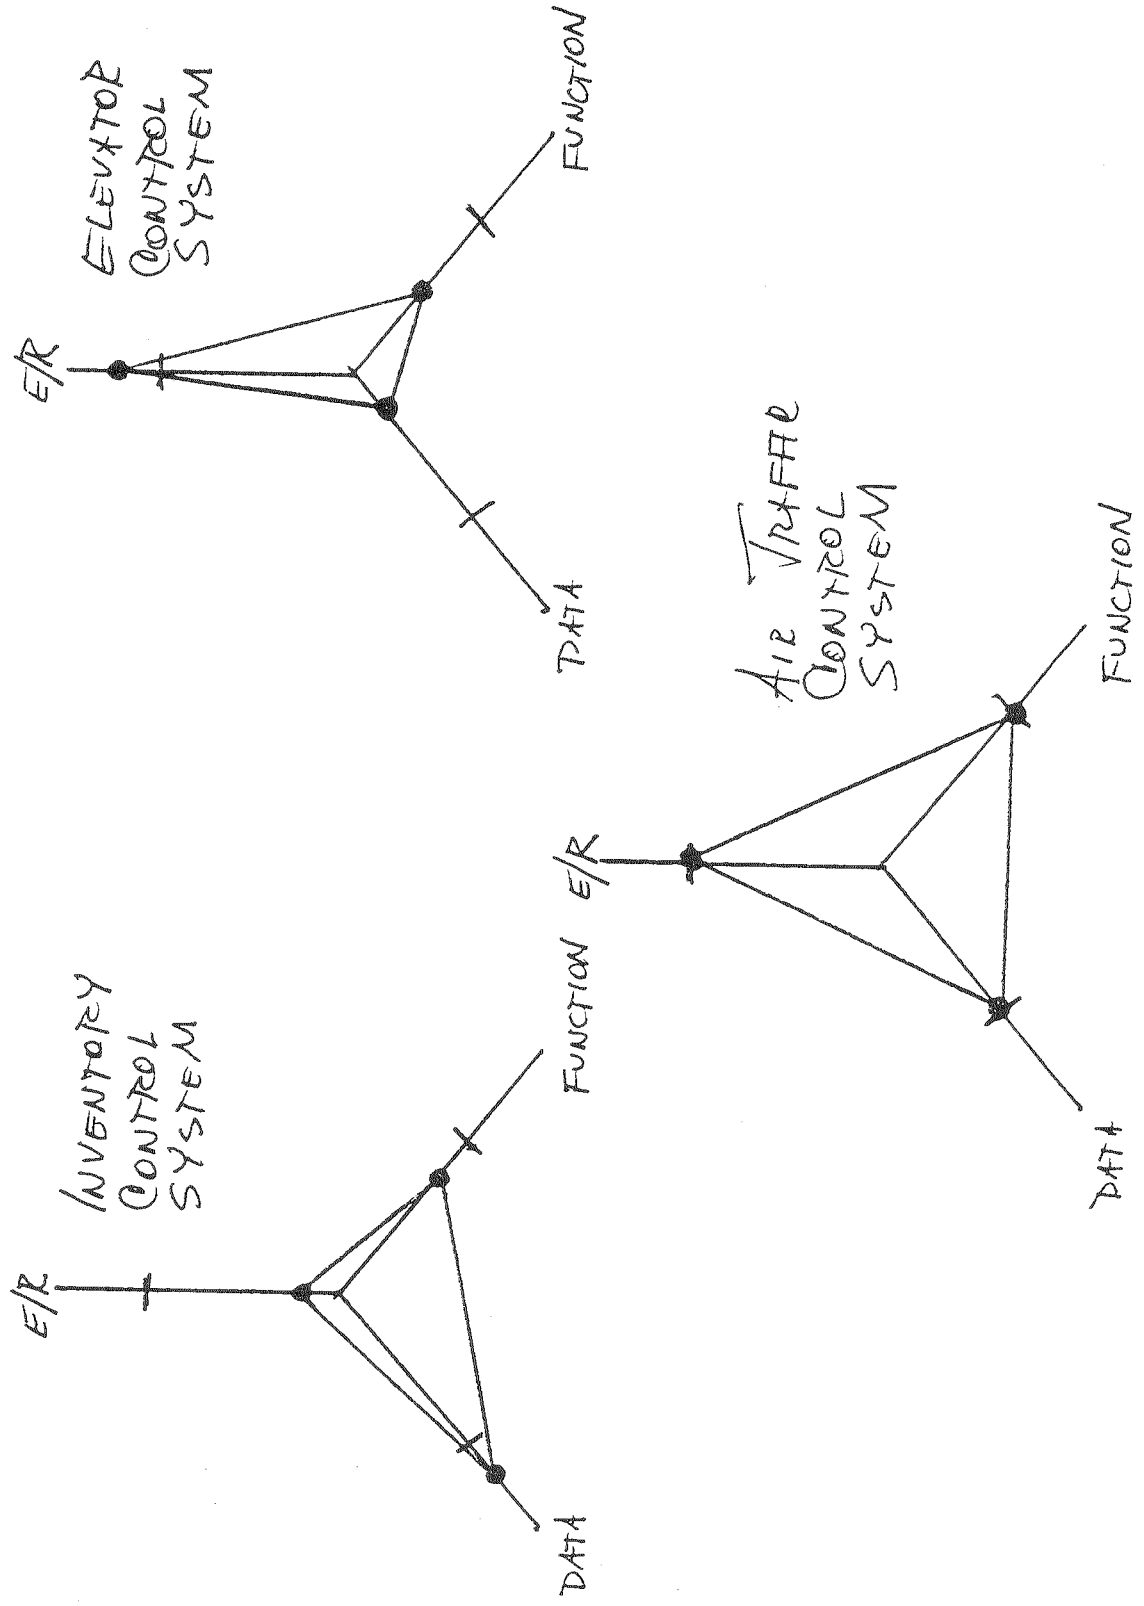 INVENTORY
CONTROL
SYSTEM
E/R
DATA
FUNCTION
ELEVATOR
CONTROL
SYSTEM
E/R
DATA
FUNCTION
AIR TRAFFIC
CONTROL
SYSTEM
E/R
DATA
FUNCTION